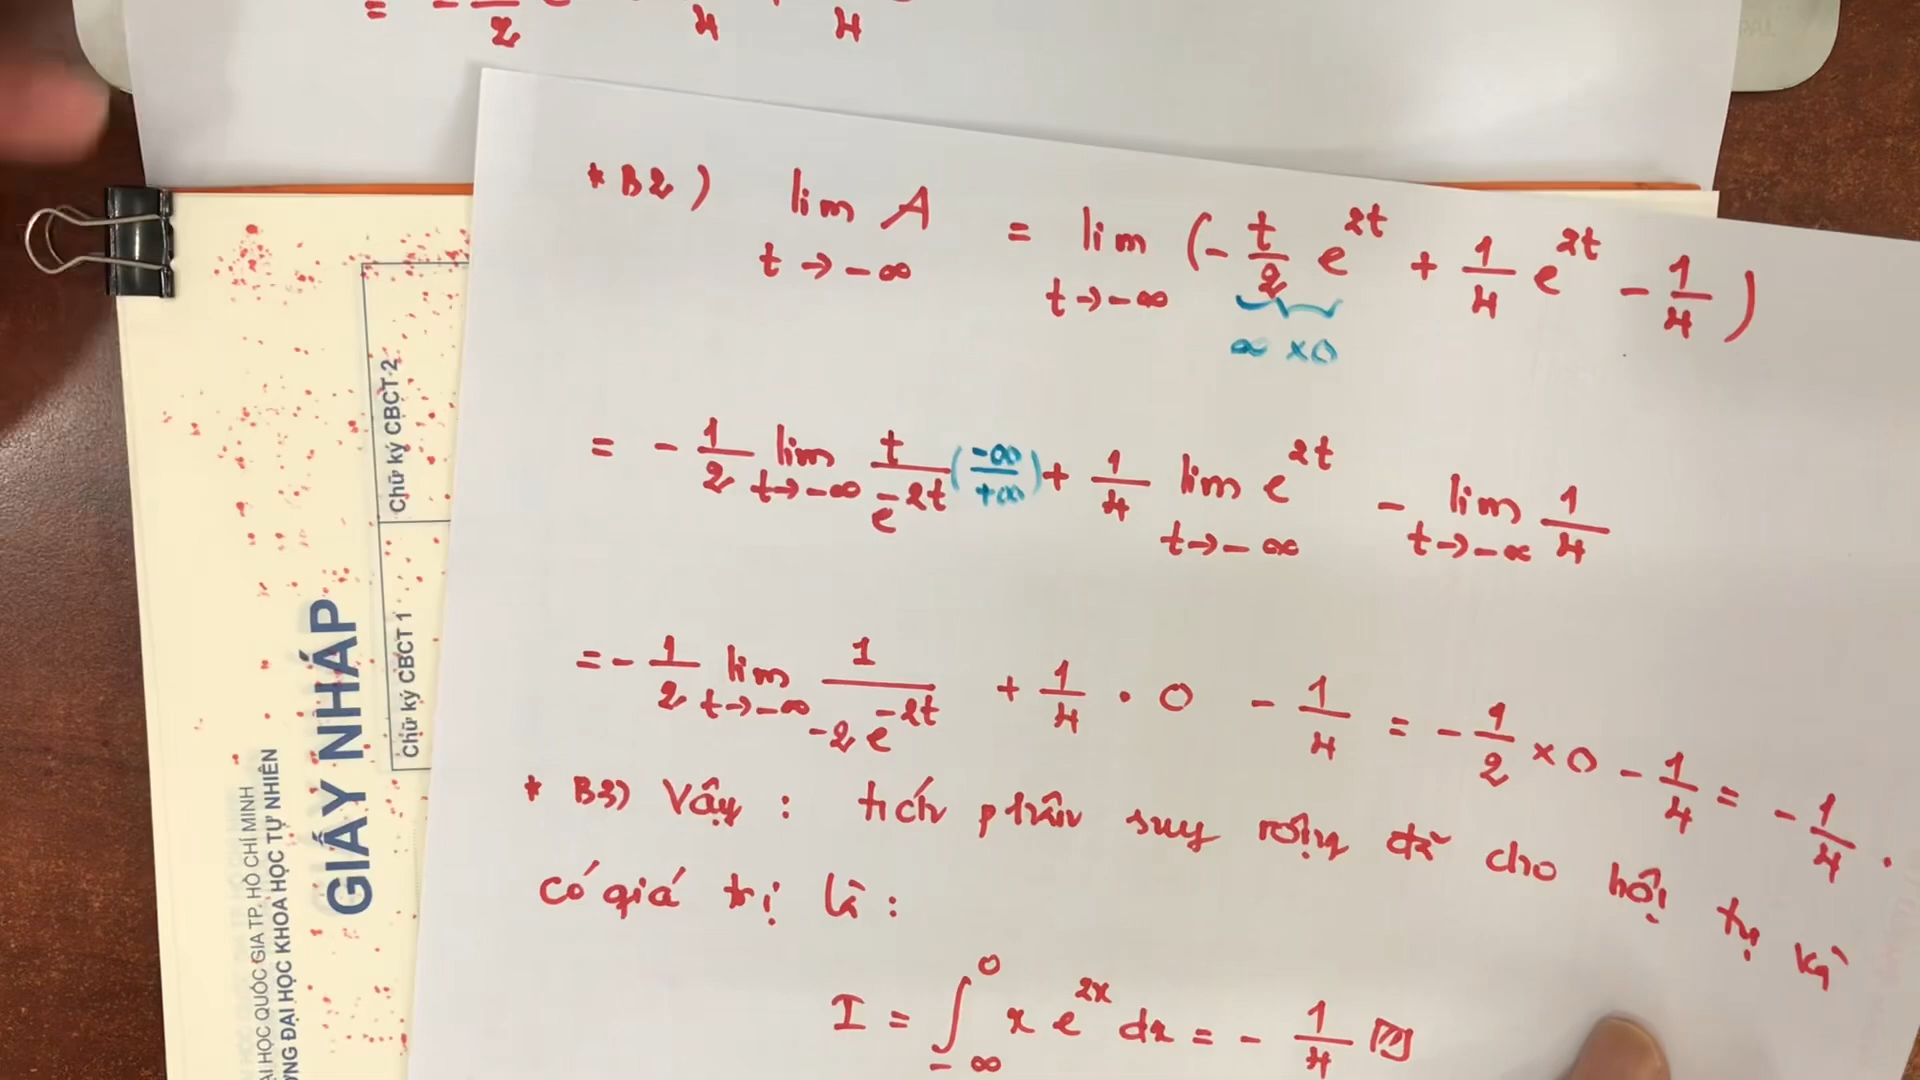 = - /2 /4 /4
* B2) lim A = lim (- t/2 e^2t + 1/4 e^2t - 1/4)
t → -∞ t → -∞
∞ x 0
= - 1/2 lim t/e^-2t (-∞/+∞) + 1/4 lim e^2t - lim 1/4
t → -∞ t → -∞ t → -∞
= - 1/2 lim 1/-2e^-2t + 1/4 . 0 - 1/4 = - 1/2 x 0 - 1/4 = - 1/4 .
t → -∞
* B3) Vậy : tích phân suy rộng đã cho hội tụ và
có giá trị là :
I = ∫_-∞^0 x e^2x dx = - 1/4
Chữ ký CBCT 2
Chữ ký CBCT 1
GIẤY NHÁP
HỌC QUỐC GIA TP. HỒ CHÍ MINH
ĐẠI HỌC KHOA HỌC TỰ NHIÊN